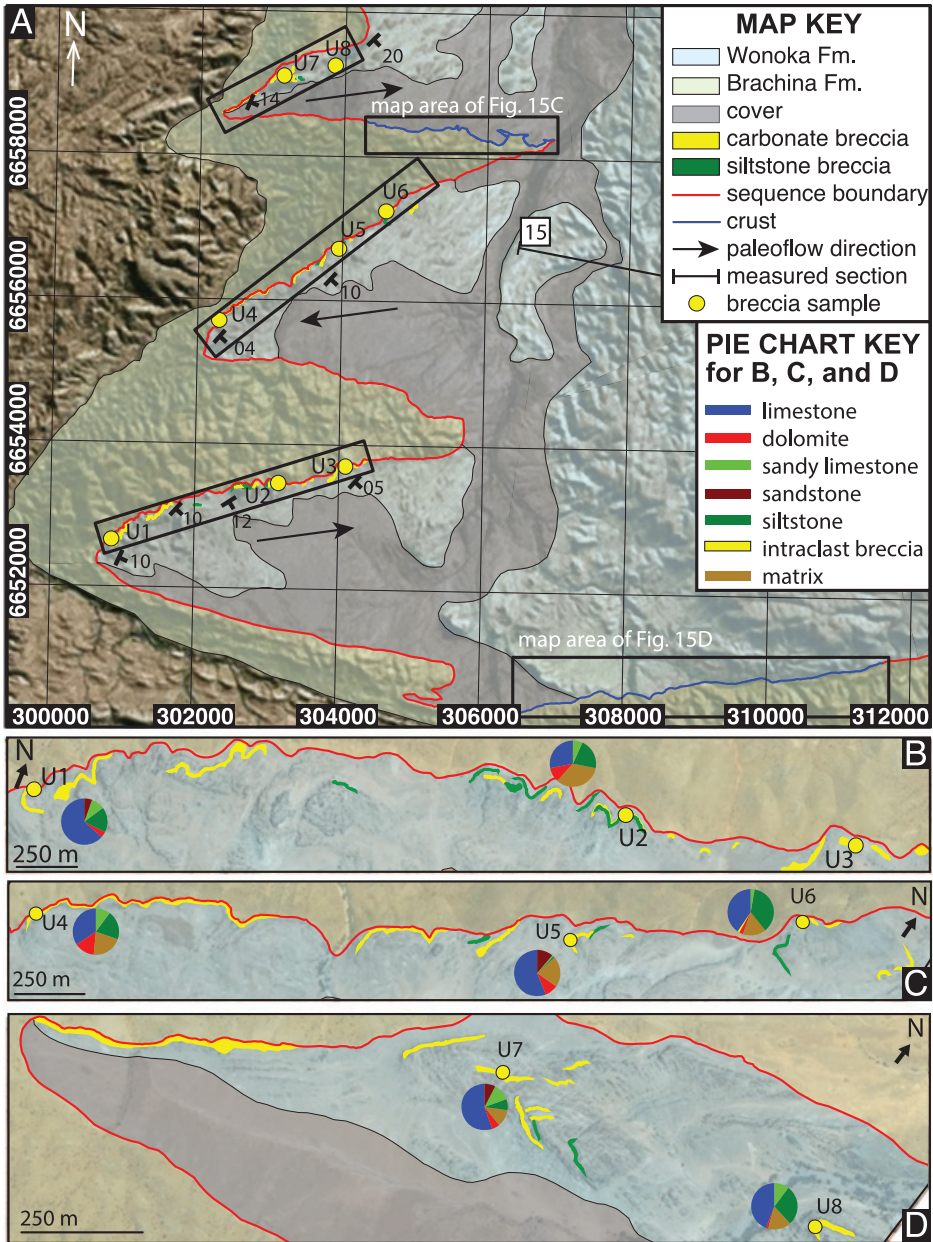 A
N
MAP KEY
Wonoka Fm.
Brachina Fm.
cover
carbonate breccia
siltstone breccia
sequence boundary
crust
paleoflow direction
measured section
breccia sample
PIE CHART KEY
for B, C, and D
limestone
dolomite
sandy limestone
sandstone
siltstone
intraclast breccia
matrix
U8
U7
20
14
map area of Fig. 15C
6658000
U6
U5
15
10
6656000
U4
04
6654000
U3
U2
05
10
12
U1
10
6652000
map area of Fig. 15D
300000
302000
304000
306000
308000
310000
312000
N
B
U1
U2
U3
250 m
U4
U5
U6
N
250 m
C
N
U7
U8
250 m
D